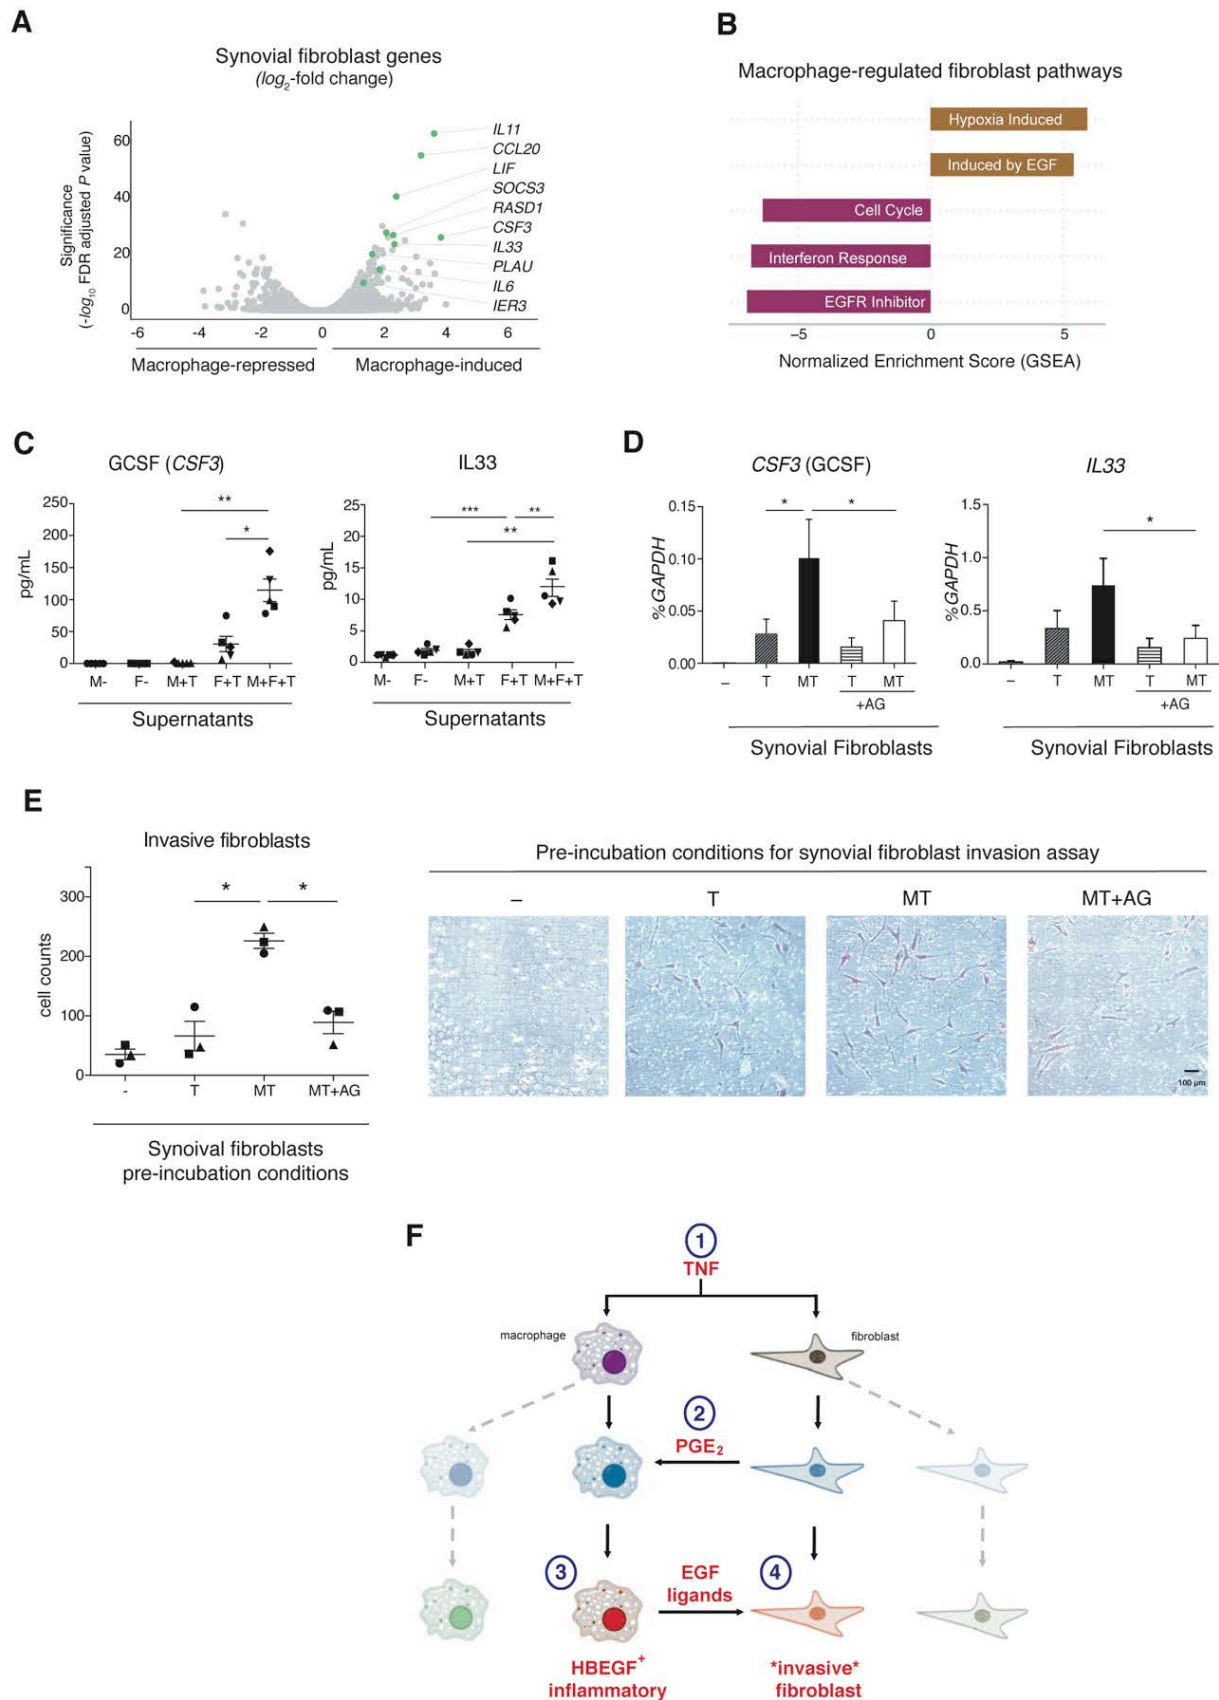 A
Synovial fibroblast genes
(log2-fold change)
Significance
(-log10 FDR adjusted P value)
60
40
20
0
IL11
CCL20
LIF
SOCS3
RASD1
CSF3
IL33
PLAU
IL6
IER3
-6 -4 -2 0 2 4 6
Macrophage-repressed Macrophage-induced
B
Macrophage-regulated fibroblast pathways
Hypoxia Induced
Induced by EGF
Cell Cycle
Interferon Response
EGFR Inhibitor
−5 0 5
Normalized Enrichment Score (GSEA)
C
GCSF (CSF3)
pg/mL
250
200
150
100
50
0
**
*
M- F- M+T F+T M+F+T
Supernatants
IL33
pg/mL
25
20
15
10
5
0
*** **
**
M- F- M+T F+T M+F+T
Supernatants
D
CSF3 (GCSF)
%GAPDH
0.15
0.10
0.05
0.00
* *
– T MT T MT
+AG
Synovial Fibroblasts
IL33
%GAPDH
1.5
1.0
0.5
0.0
*
– T MT T MT
+AG
Synovial Fibroblasts
E
Invasive fibroblasts
cell counts
300
200
100
0
* *
- T MT MT+AG
Synoival fibroblasts
pre-incubation conditions
Pre-incubation conditions for synovial fibroblast invasion assay
– T MT MT+AG
100 µm
F
1
TNF
macrophage fibroblast
2
PGE2
3 EGF 4
ligands
HBEGF+ *invasive*
inflammatory fibroblast